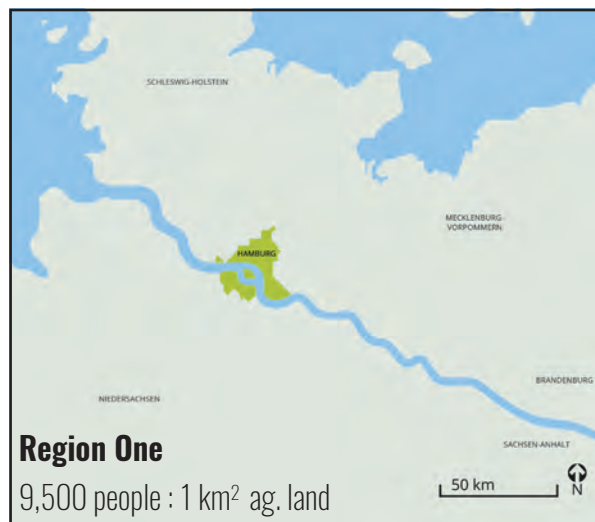 SCHLESWIG-HOLSTEIN
MECKLENBURG-
VORPOMMERN
HAMBURG
BRANDENBURG
NIEDERSACHSEN
SACHSEN-ANHALT
Region One
50 km
N
9,500 people : 1 km² ag. land